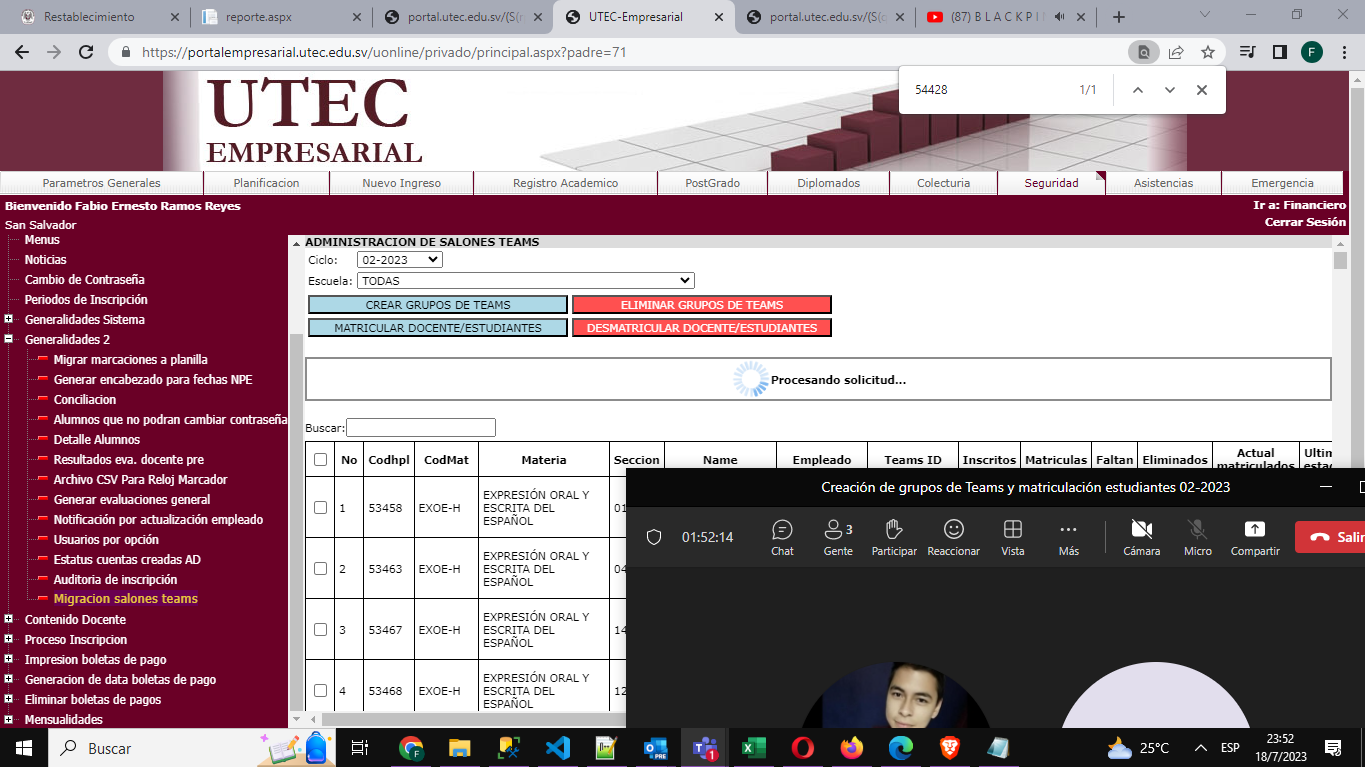 Restablecimiento
reporte.aspx
portal.utec.edu.sv/(S(n
UTEC-Empresarial
portal.utec.edu.sv/(S(
(87) B L A C K P I
https://portalempresarial.utec.edu.sv/uonline/privado/principal.aspx?padre=71
F
54428 1/1
UTEC
EMPRESARIAL
Parametros Generales Planificacion Nuevo Ingreso Registro Academico PostGrado Diplomados Colecturia Seguridad Asistencias Emergencia
Bienvenido Fabio Ernesto Ramos Reyes
Ir a: Financiero
San Salvador
Cerrar Sesión
Menus
Noticias
Cambio de Contraseña
Periodos de Inscripción
Generalidades Sistema
Generalidades 2
Migrar marcaciones a planilla
Generar encabezado para fechas NPE
Conciliacion
Alumnos que no podran cambiar contraseña
Detalle Alumnos
Resultados eva. docente pre
Archivo CSV Para Reloj Marcador
Generar evaluaciones general
Notificación por actualización empleado
Usuarios por opción
Estatus cuentas creadas AD
Auditoria de inscripción
Migracion salones teams
Contenido Docente
Proceso Inscripcion
Impresion boletas de pago
Generacion de data boletas de pago
Eliminar boletas de pagos
Mensualidades
ADMINISTRACION DE SALONES TEAMS
Ciclo: 02-2023
Escuela: TODAS
CREAR GRUPOS DE TEAMS ELIMINAR GRUPOS DE TEAMS
MATRICULAR DOCENTE/ESTUDIANTES DESMATRICULAR DOCENTE/ESTUDIANTES
Procesando solicitud...
Buscar:
No Codhpl CodMat Materia Seccion Name Empleado Teams ID Inscritos Matriculas Faltan Eliminados Actual matriculados
1 53458 EXOE-H EXPRESIÓN ORAL Y ESCRITA DEL ESPAÑOL 01
2 53463 EXOE-H EXPRESIÓN ORAL Y ESCRITA DEL ESPAÑOL 04
3 53467 EXOE-H EXPRESIÓN ORAL Y ESCRITA DEL ESPAÑOL 14
4 53468 EXOE-H EXPRESIÓN ORAL Y ESCRITA DEL ESPAÑOL 12
Creación de grupos de Teams y matriculación estudiantes 02-2023
01:52:14
Chat
3
Gente
Participar
Reaccionar
Vista
Más
Cámara
Micro
Compartir
Salir
Buscar
PRE
1
25°C
ESP
23:52
18/7/2023